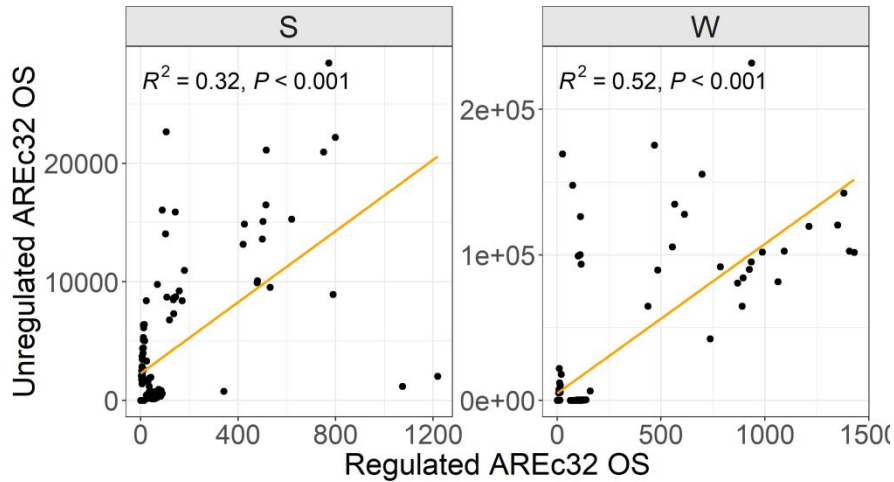 S
W
R² = 0.32, P < 0.001
R² = 0.52, P < 0.001
Unregulated AREc32 OS
20000
10000
0
2e+05
1e+05
0e+00
0 400 800 1200
0 500 1000 1500
Regulated AREc32 OS